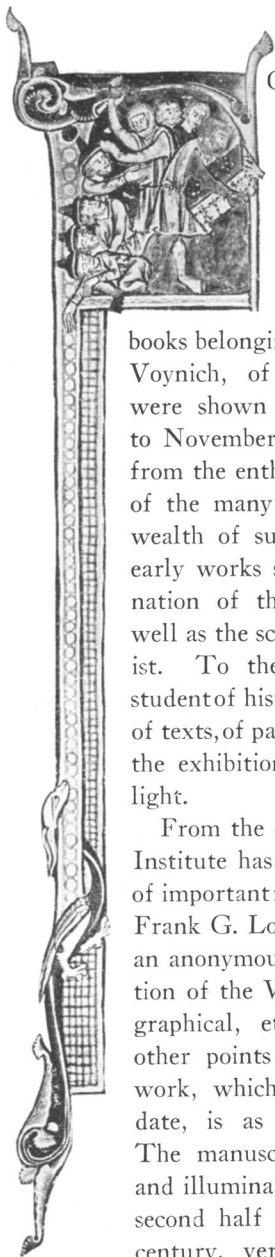 books belonging
Voynich, of
were shown
to November
from the enth
of the many
wealth of su
early works s
nation of th
well as the sc
ist. To the
student of hist
of texts, of pa
the exhibition
light.
From the
Institute has
of important
Frank G. Lo
an anonymou
tion of the V
graphical, et
other points
work, which
date, is as
The manusc
and illumina
second half
century, ver